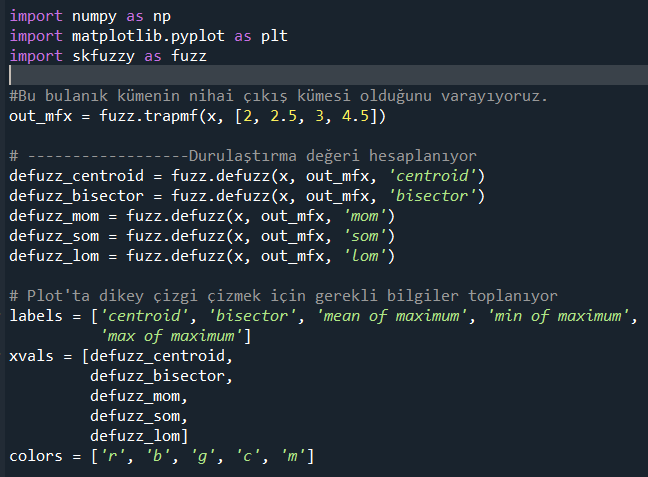 import numpy as np
import matplotlib.pyplot as plt
import skfuzzy as fuzz
#Bu bulanık kümenin nihai çıkış kümesi olduğunu varayıyoruz.
out_mfx = fuzz.trapmf(x, [2, 2.5, 3, 4.5])
# ------------------Durulaştırma değeri hesaplanıyor
defuzz_centroid = fuzz.defuzz(x, out_mfx, 'centroid')
defuzz_bisector = fuzz.defuzz(x, out_mfx, 'bisector')
defuzz_mom = fuzz.defuzz(x, out_mfx, 'mom')
defuzz_som = fuzz.defuzz(x, out_mfx, 'som')
defuzz_lom = fuzz.defuzz(x, out_mfx, 'lom')
# Plot'ta dikey çizgi çizmek için gerekli bilgiler toplanıyor
labels = ['centroid', 'bisector', 'mean of maximum', 'min of maximum',
          'max of maximum']
xvals = [defuzz_centroid,
         defuzz_bisector,
         defuzz_mom,
         defuzz_som,
         defuzz_lom]
colors = ['r', 'b', 'g', 'c', 'm']